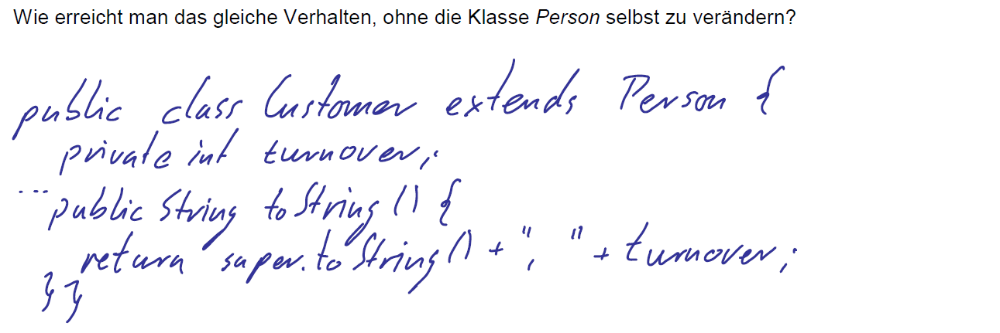 Wie erreicht man das gleiche Verhalten, ohne die Klasse Person selbst zu verändern?
public class Customer extends Person {
private int turnover;
...
public String toString () {
return super.toString() + ", " + turnover;
}}